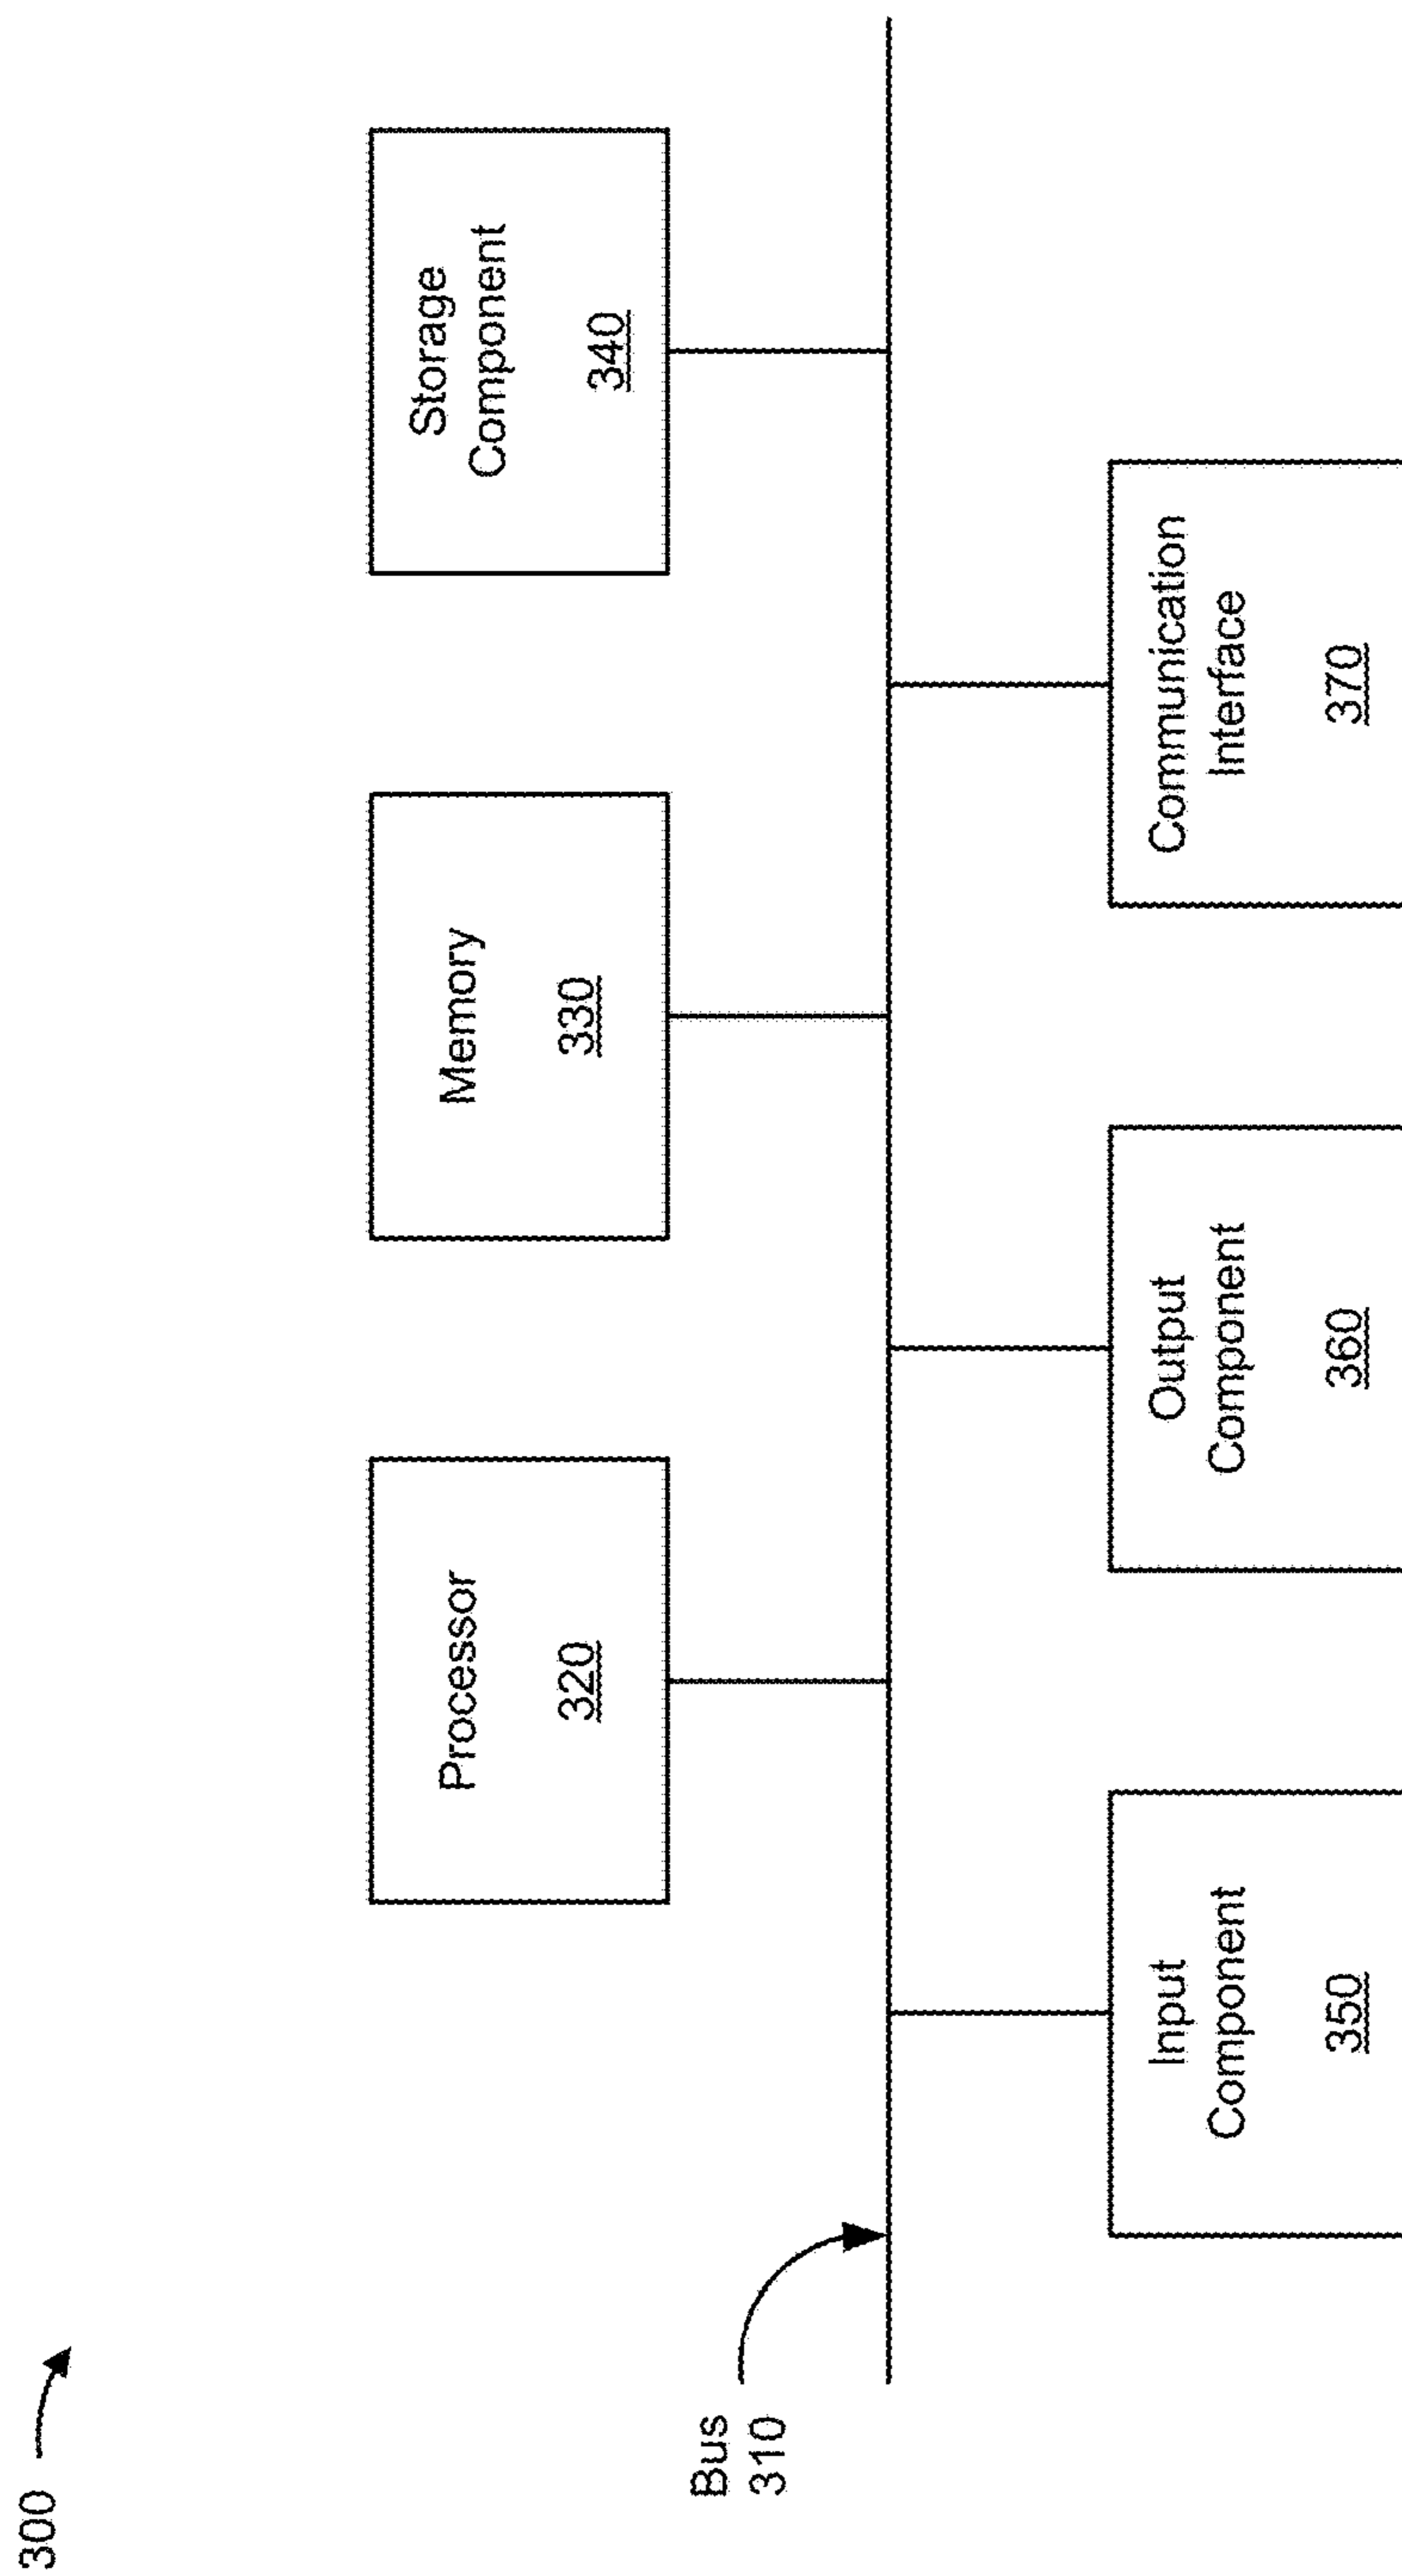 300
Processor
320
Memory
330
Storage
Component
340
Bus
310
Input
Component
350
Output
Component
360
Communication
Interface
370